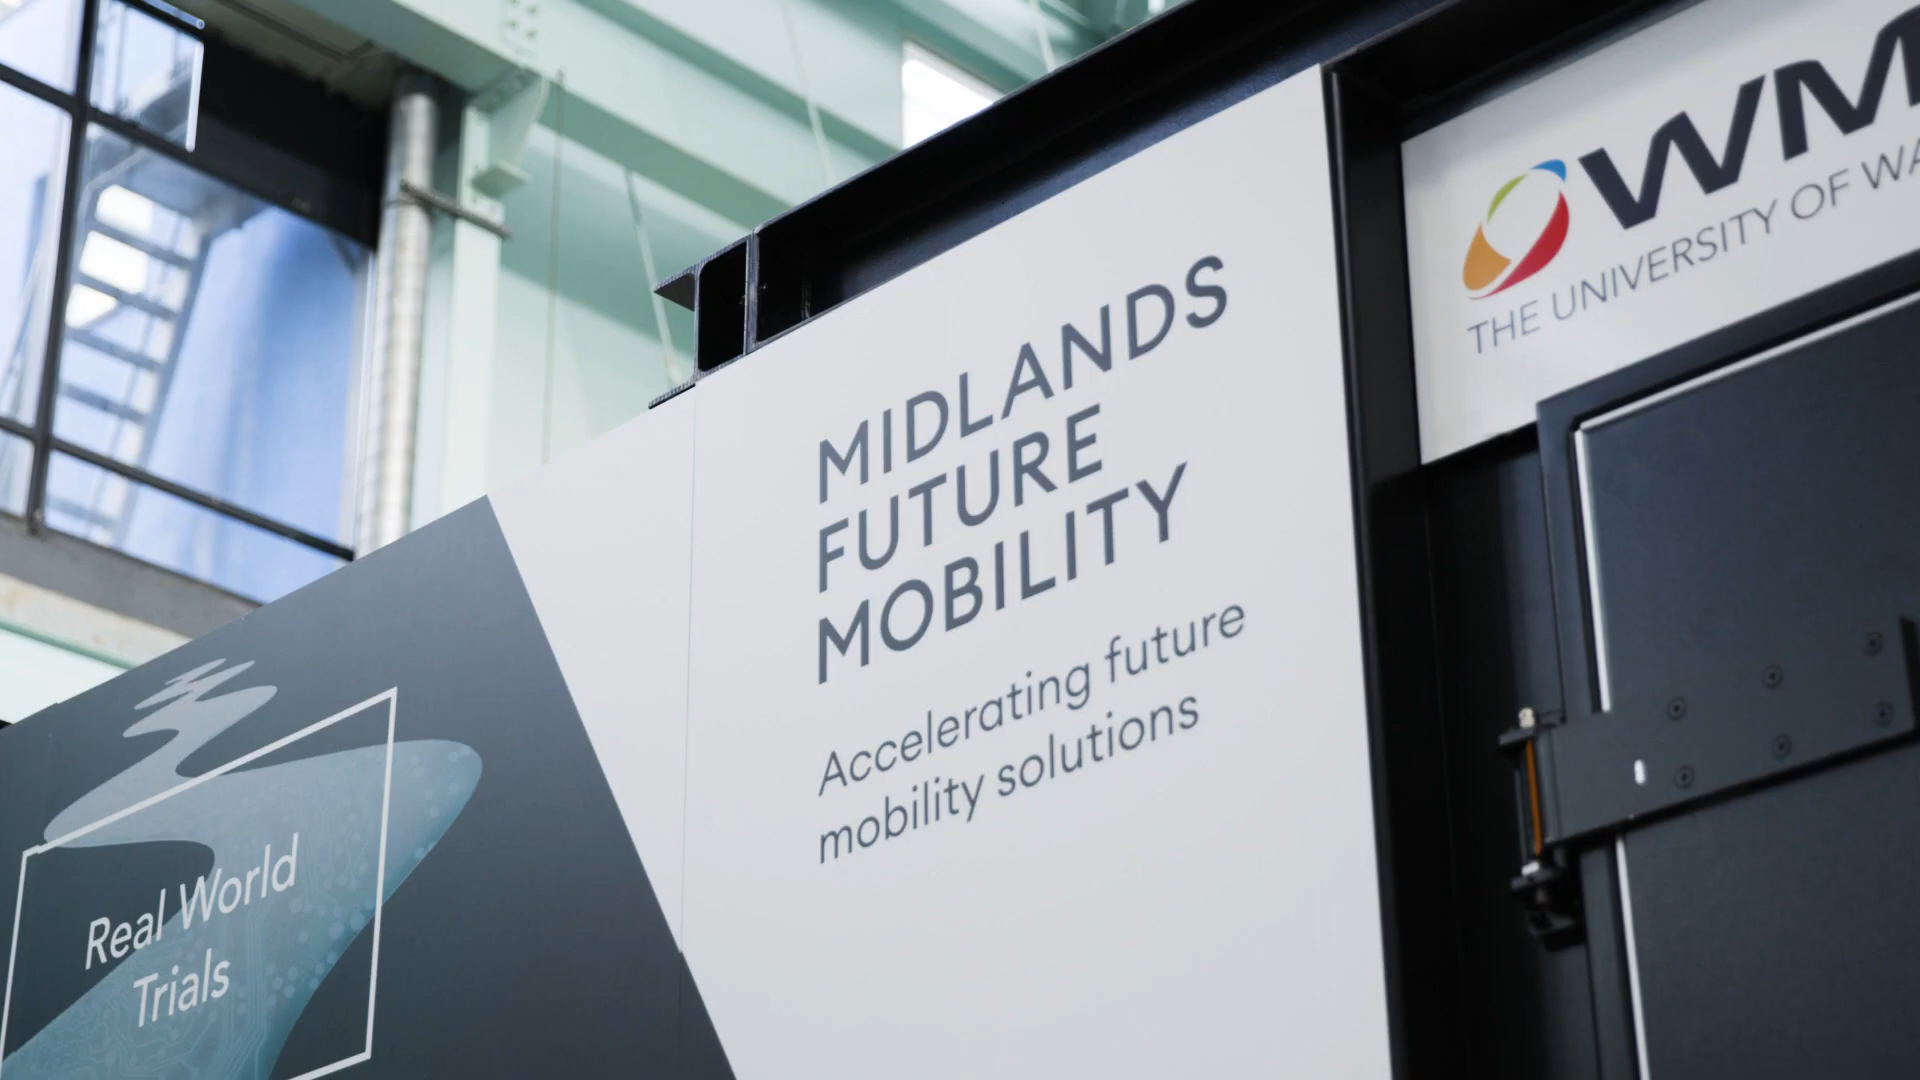 WM
THE UNIVERSITY OF WA
MIDLANDS
FUTURE
MOBILITY
Accelerating future
mobility solutions
Real World
Trials